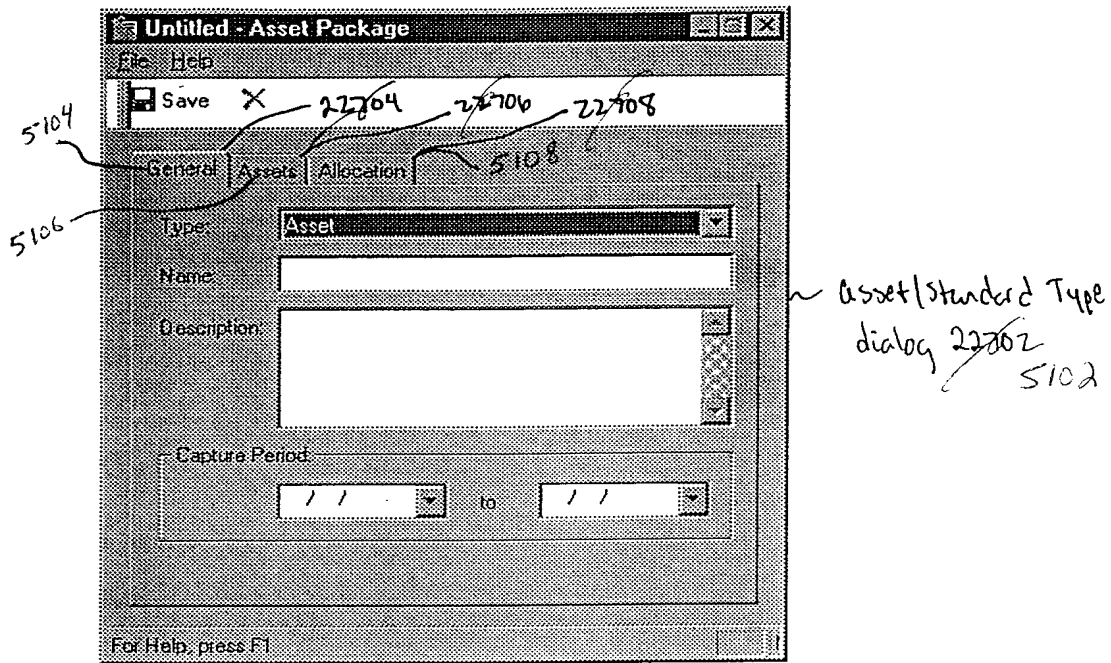 Untitled - Asset Package
File Help
Save
22704 22706 22708
5104
General Assets Allocation 5108
5106
Type: Asset
Name:
Description:
asset/Standard Type
dialog 22702
5102
Capture Period:
/ / to / /
For Help, press F1